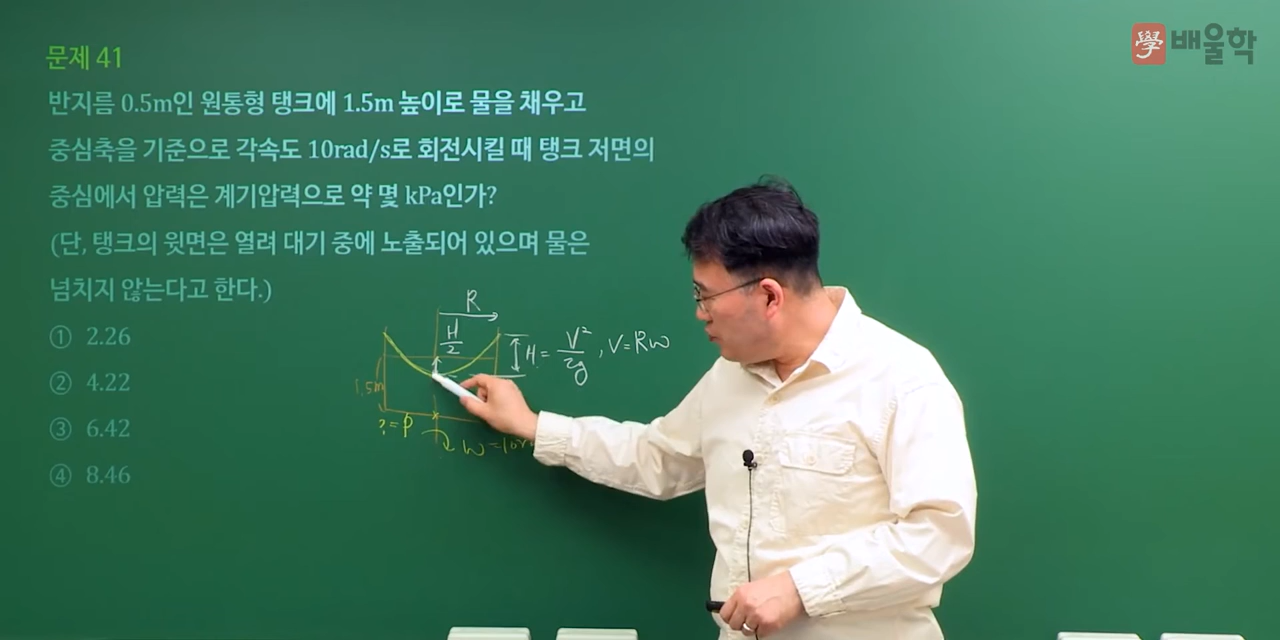 學 배울학
문제 41
반지름 0.5m인 원통형 탱크에 1.5m 높이로 물을 채우고
중심축을 기준으로 각속도 10rad/s로 회전시킬 때 탱크 저면의
중심에서 압력은 계기압력으로 약 몇 kPa인가?
(단, 탱크의 윗면은 열려 대기 중에 노출되어 있으며 물은
넘치지 않는다고 한다.)
① 2.26
② 4.22
③ 6.42
④ 8.46
R
H/2
H = V²/2g , V=Rω
1.5m
?=P
ω=10